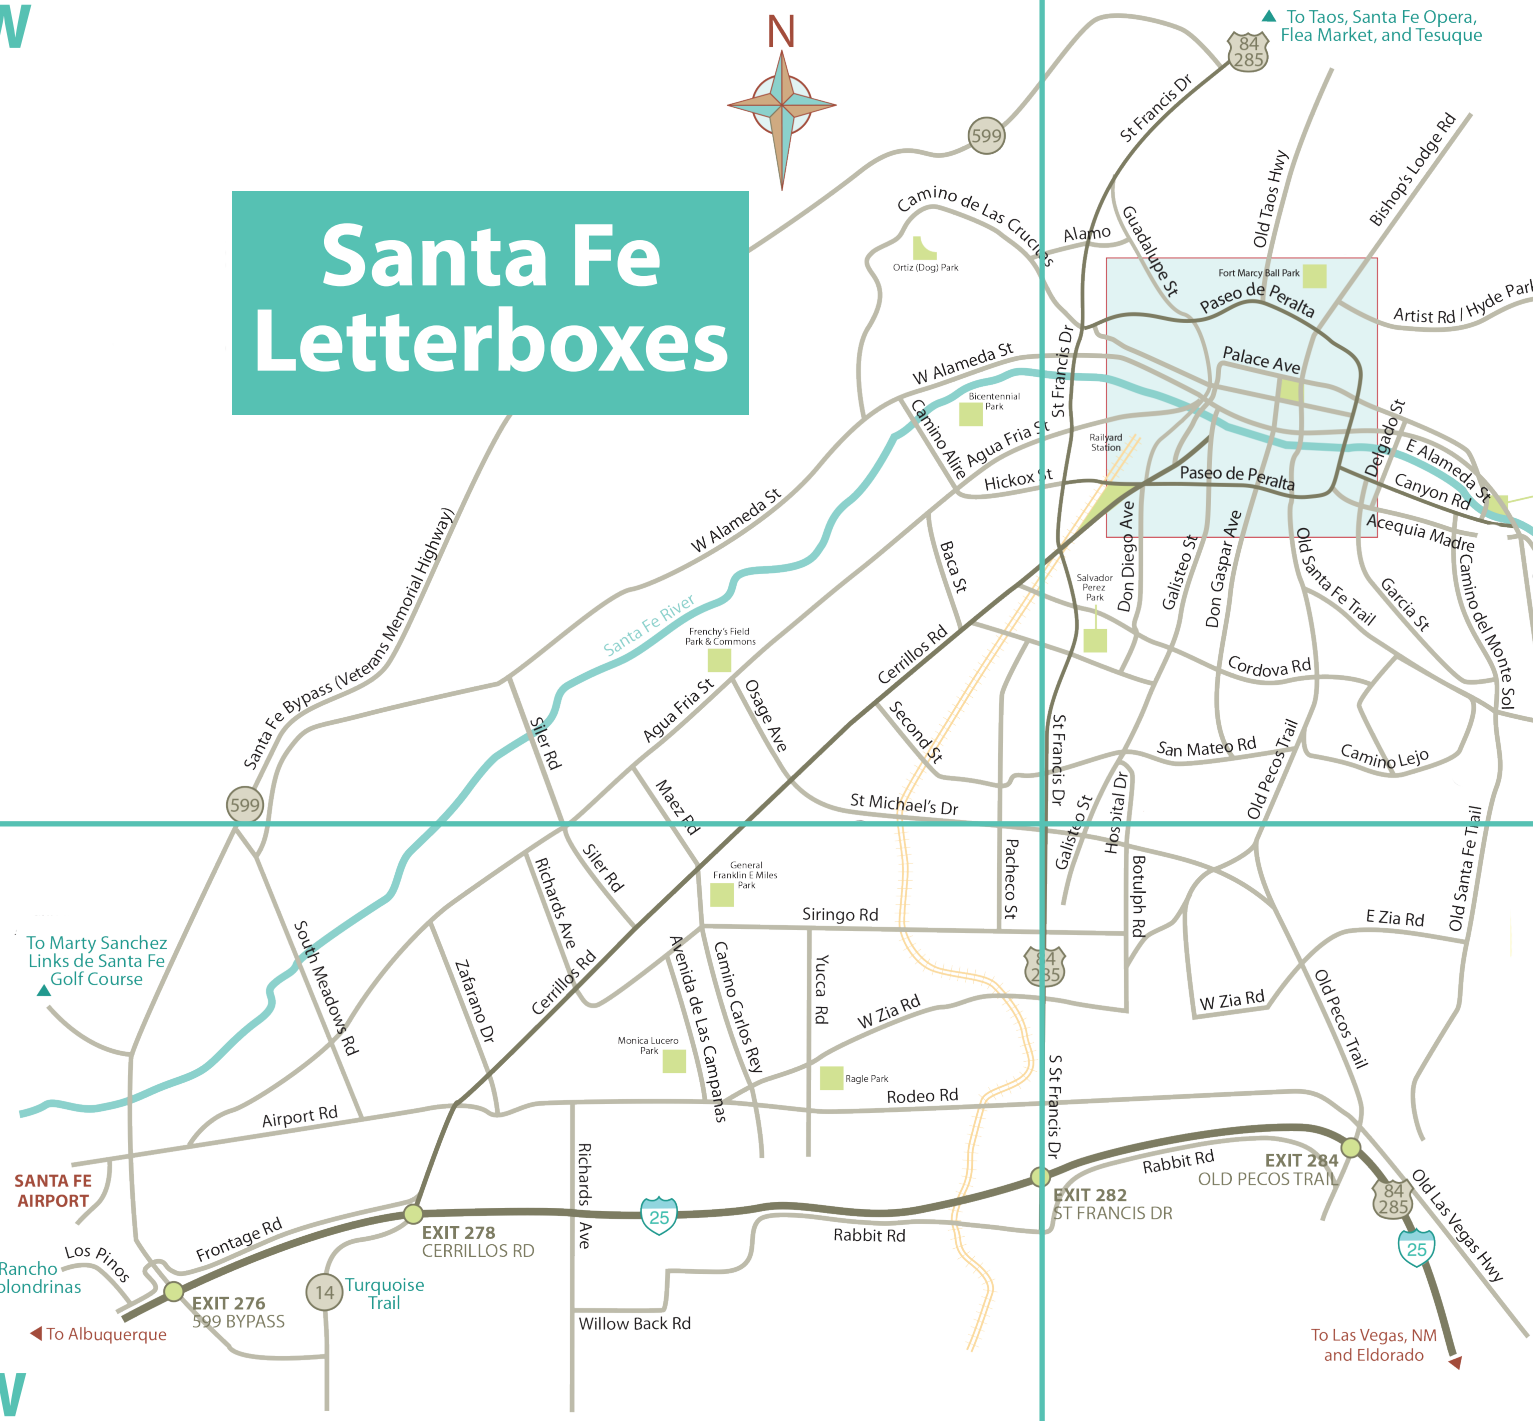 W
N
84
285
To Taos, Santa Fe Opera,
Flea Market, and Tesuque
St Francis Dr
599
Santa Fe
Letterboxes
Camino de Las Crucitas
Alamo
Guadalupe St
Old Taos Hwy
Bishop's Lodge Rd
Ortiz (Dog) Park
Fort Marcy Ball Park
Paseo de Peralta
Artist Rd / Hyde Park
W Alameda St
St Francis Dr
Palace Ave
Bicentennial
Park
Camino Alire
Agua Fria St
Railyard
Station
Delgado St
E Alameda St
Hickox St
Paseo de Peralta
Canyon Rd
W Alameda St
Acequia Madre
Santa Fe Bypass (Veterans Memorial Highway)
Baca St
Don Diego Ave
Galisteo St
Don Gaspar Ave
Old Santa Fe Trail
Garcia St
Camino del Monte Sol
Salvador
Perez
Park
Santa Fe River
Frenchy's Field
Park & Commons
Cerrillos Rd
Cordova Rd
Agua Fria St
Osage Ave
Second St
Siler Rd
St Francis Dr
San Mateo Rd
Old Pecos Trail
Camino Lejo
599
Maez Rd
St Michael's Dr
Galisteo St
Hospital Dr
Old Santa Fe Trail
Pacheco St
Botulph Rd
Siler Rd
Richards Ave
General
Franklin E Miles
Park
Siringo Rd
E Zia Rd
To Marty Sanchez
Links de Santa Fe
Golf Course
South Meadows Rd
Zafarano Dr
Cerrillos Rd
Avenida de Las Campanas
Camino Carlos Rey
Yucca Rd
W Zia Rd
84
285
W Zia Rd
Old Pecos Trail
Monica Lucero
Park
Ragle Park
Rodeo Rd
S St Francis Dr
Airport Rd
SANTA FE
AIRPORT
Richards Ave
Rabbit Rd
EXIT 284
OLD PECOS TRAIL
84
285
Old Las Vegas Hwy
EXIT 282
ST FRANCIS DR
25
Frontage Rd
EXIT 278
CERRILLOS RD
Rabbit Rd
25
Los Pinos
Rancho
olondrinas
14
Turquoise
Trail
EXIT 276
599 BYPASS
Willow Back Rd
To Albuquerque
To Las Vegas, NM
and Eldorado
W